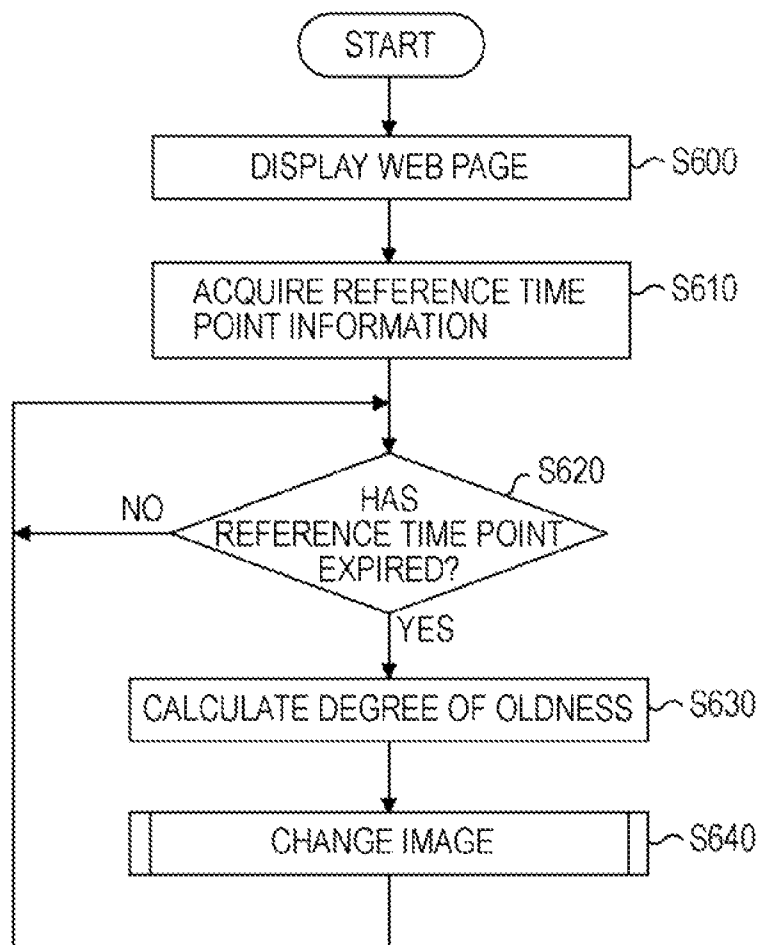 START
DISPLAY WEB PAGE
S600
ACQUIRE REFERENCE TIME
POINT INFORMATION
S610
S620
HAS
REFERENCE TIME POINT
EXPIRED?
NO
YES
CALCULATE DEGREE OF OLDNESS
S630
CHANGE IMAGE
S640